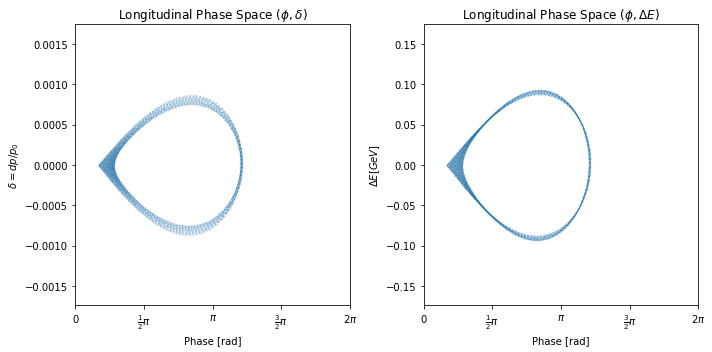 Longitudinal Phase Space (ϕ, δ)
0.0015
0.0010
0.0005
0.0000
−0.0005
−0.0010
−0.0015
δ = dp/p₀
0
½π
π
3/2π
2π
Phase [rad]
Longitudinal Phase Space (ϕ, ΔE)
0.15
0.10
0.05
0.00
−0.05
−0.10
−0.15
ΔE[GeV]
0
½π
π
3/2π
2π
Phase [rad]